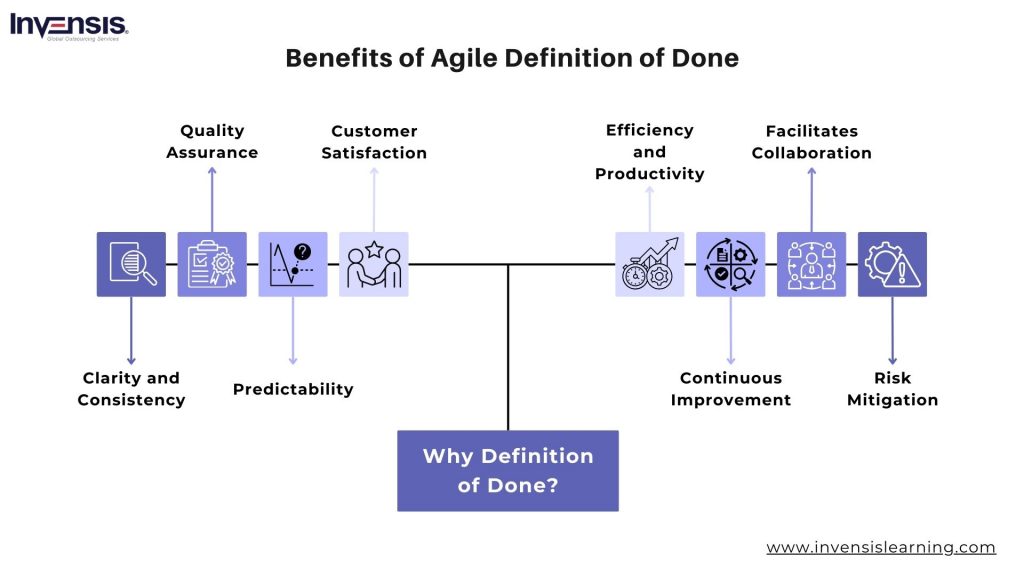 Invensis
Global Outsourcing Services
Benefits of Agile Definition of Done
Quality
Assurance
Customer
Satisfaction
Efficiency
and
Productivity
Facilitates
Collaboration
?
Clarity and
Consistency
Predictability
Continuous
Improvement
Risk
Mitigation
Why Definition
of Done?
www.invensislearning.com